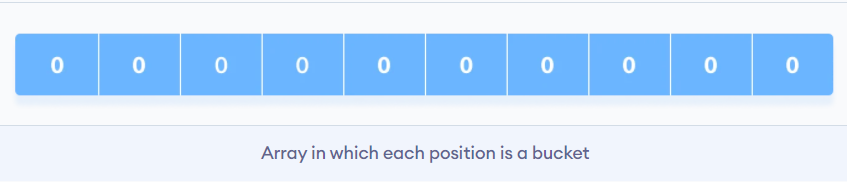 0 0 0 0 0 0 0 0 0 0
Array in which each position is a bucket